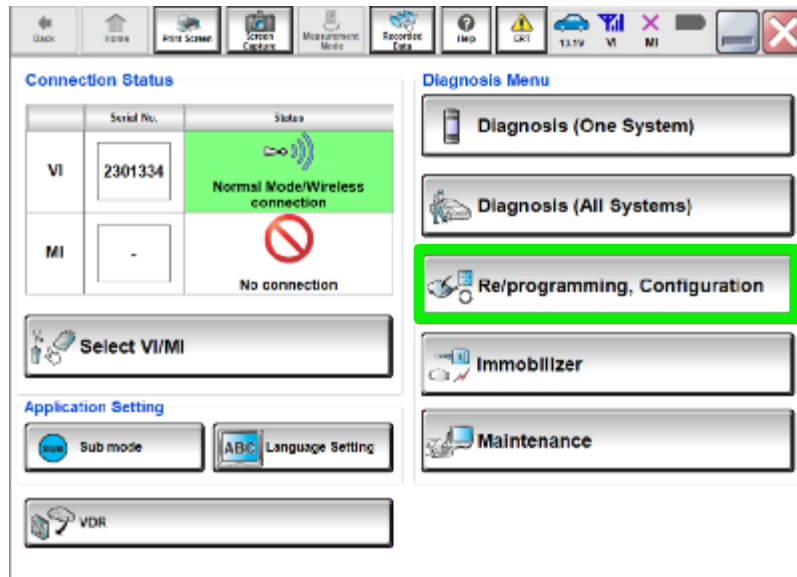 Back
Home
Print Screen
Screen
Capture
Measurement
Mode
Recorded
Data
Help
ERT
13.1V
VI
MI
Connection Status
Serial No.
Status
VI
2301334
Normal Mode/Wireless
connection
MI
-
No connection
Select VI/MI
Application Setting
SUB
Sub mode
ABC
Language Setting
VDR
Diagnosis Menu
Diagnosis (One System)
Diagnosis (All Systems)
Re/programming, Configuration
Immobilizer
Maintenance